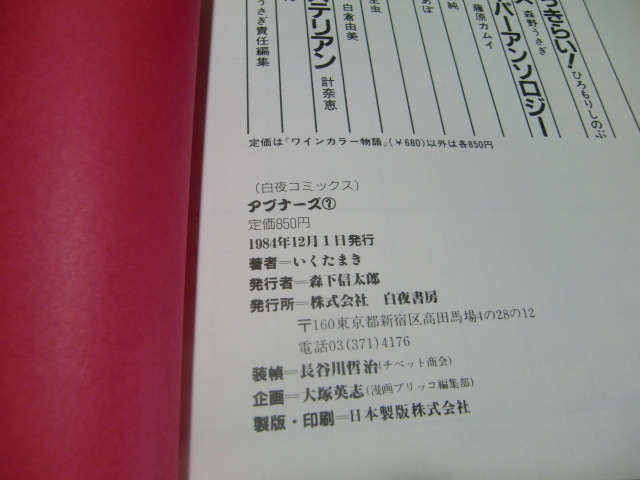 っきらい! ひろもりしのぶ
森野うさぎ
パーアンソロジー
藤原カムイ
純
あぽ
白倉由美
テリアン 計奈恵
うさぎ責任編集
定価は『ワインカラー物語』(￥680)以外は各850円
(白夜コミックス)
アブナーズ①
定価850円
1984年12月1日発行
著者=いくたまき
発行者=森下信太郎
発行所=株式会社 白夜書房
〒160東京都新宿区高田馬場4の28の12
電話03(371)4176
装幀=長谷川哲治(チベット商会)
企画=大塚英志(漫画ブリッコ編集部)
製版・印刷=日本製版株式会社